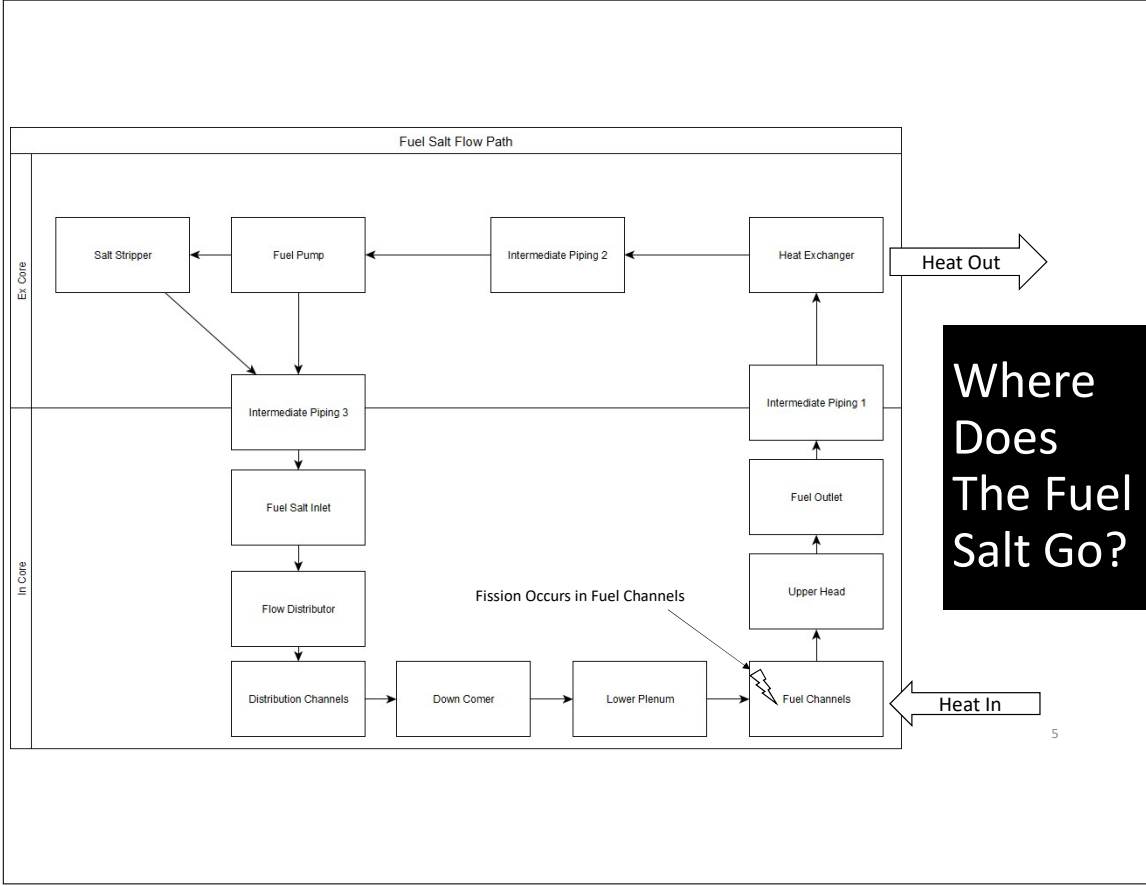 Fuel Salt Flow Path
Ex Core
Salt Stripper
Fuel Pump
Intermediate Piping 2
Heat Exchanger
Heat Out
Intermediate Piping 3
Intermediate Piping 1
Where
Does
The Fuel
Salt Go?
In Core
Fuel Salt Inlet
Fuel Outlet
Flow Distributor
Fission Occurs in Fuel Channels
Upper Head
Distribution Channels
Down Comer
Lower Plenum
Fuel Channels
Heat In
5